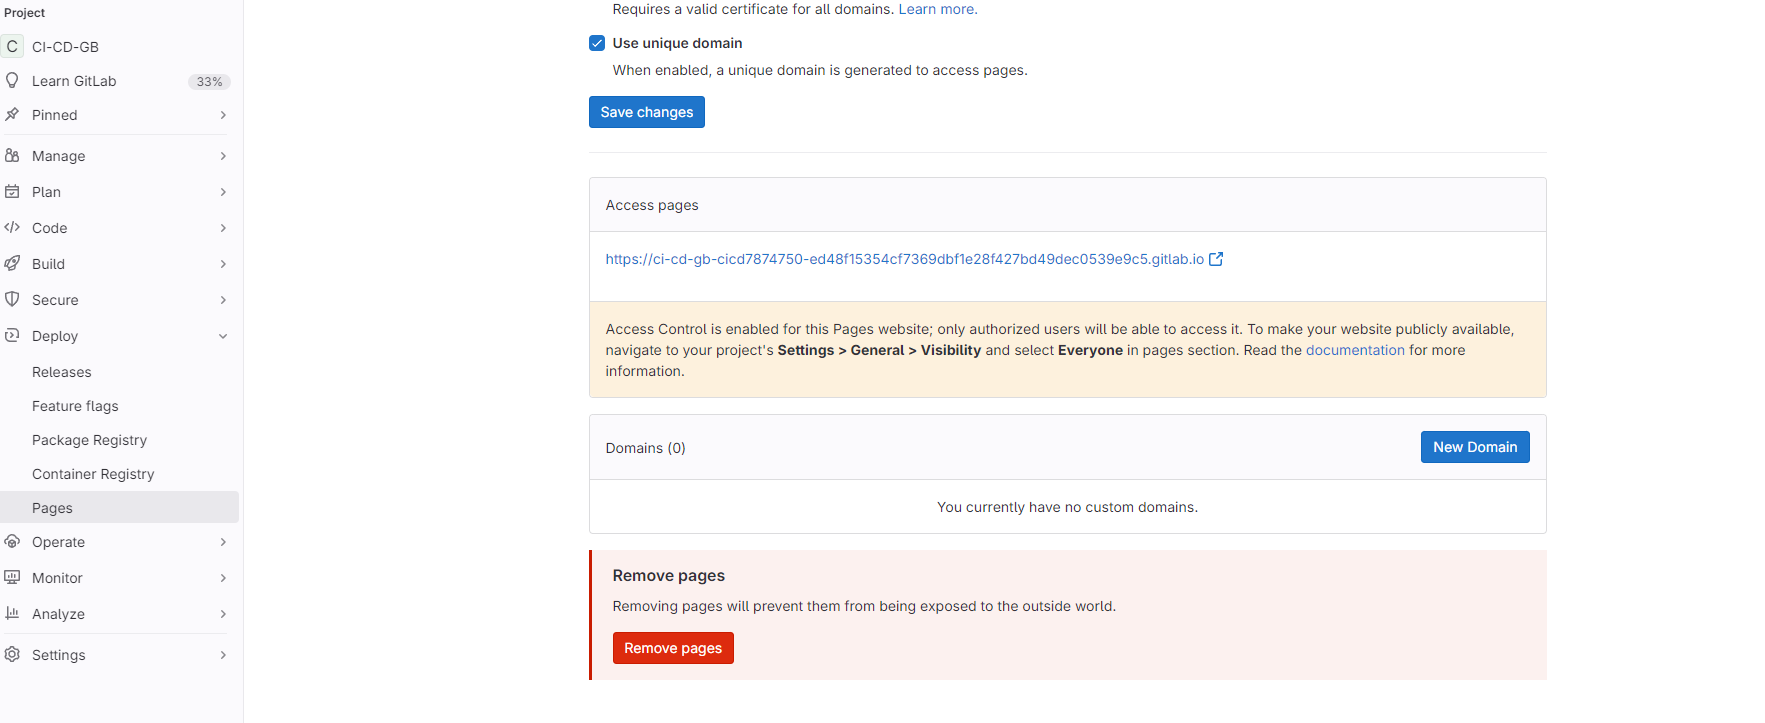 Project
C CI-CD-GB
Learn GitLab 33%
Pinned
Manage
Plan
Code
Build
Secure
Deploy
Releases
Feature flags
Package Registry
Container Registry
Pages
Operate
Monitor
Analyze
Settings
Requires a valid certificate for all domains. Learn more.
Use unique domain
When enabled, a unique domain is generated to access pages.
Save changes
Access pages
https://ci-cd-gb-cicd7874750-ed48f15354cf7369dbf1e28f427bd49dec0539e9c5.gitlab.io
Access Control is enabled for this Pages website; only authorized users will be able to access it. To make your website publicly available,
navigate to your project's Settings > General > Visibility and select Everyone in pages section. Read the documentation for more
information.
Domains (0) New Domain
You currently have no custom domains.
Remove pages
Removing pages will prevent them from being exposed to the outside world.
Remove pages